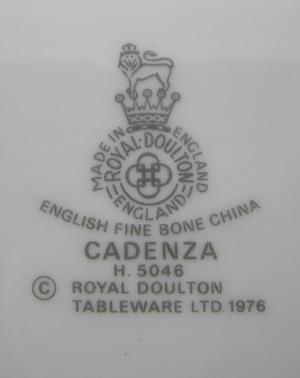 MADE IN ENGLAND
ROYAL·DOULTON
ENGLAND
ENGLISH FINE BONE CHINA
CADENZA
H. 5046
© ROYAL DOULTON
TABLEWARE LTD. 1976